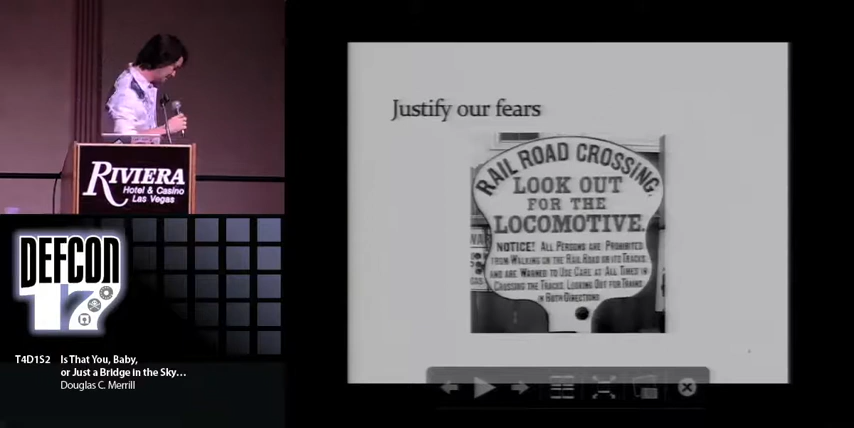 RIVIERA
Hotel & Casino
Las Vegas
DEFCON
17
T4D1S2 Is That You, Baby,
or Just a Bridge in the Sky...
Douglas C. Merrill
Justify our fears
RAIL ROAD CROSSING.
LOOK OUT
FOR THE
LOCOMOTIVE.
NOTICE! ALL PERSONS ARE PROHIBITED
FROM WALKING ON THE RAIL ROAD OR ITS TRACKS
AND ARE WARNED TO USE CARE AT ALL TIMES IN
CROSSING THE TRACKS. LOOKING OUT FOR TRAINS
IN BOTH DIRECTIONS